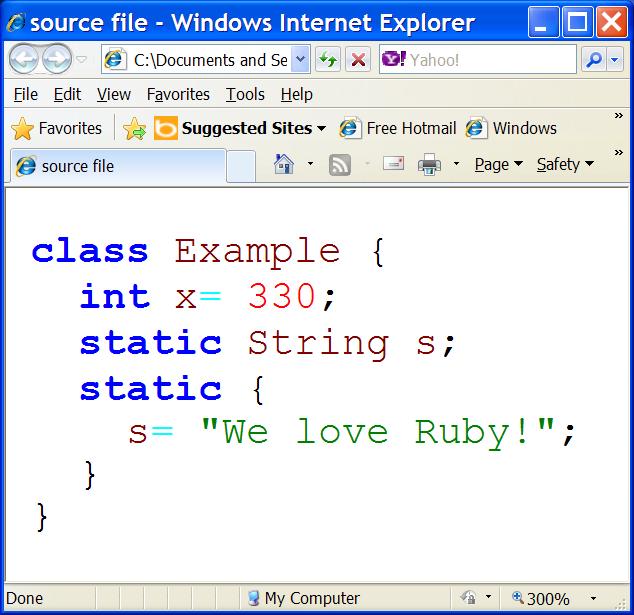 source file - Windows Internet Explorer
C:\Documents and Se
Yahoo!
File Edit View Favorites Tools Help
Favorites Suggested Sites Free Hotmail Windows »
source file Page Safety »
class Example {
int x= 330;
static String s;
static {
s= "We love Ruby!";
}
}
Done My Computer 300%